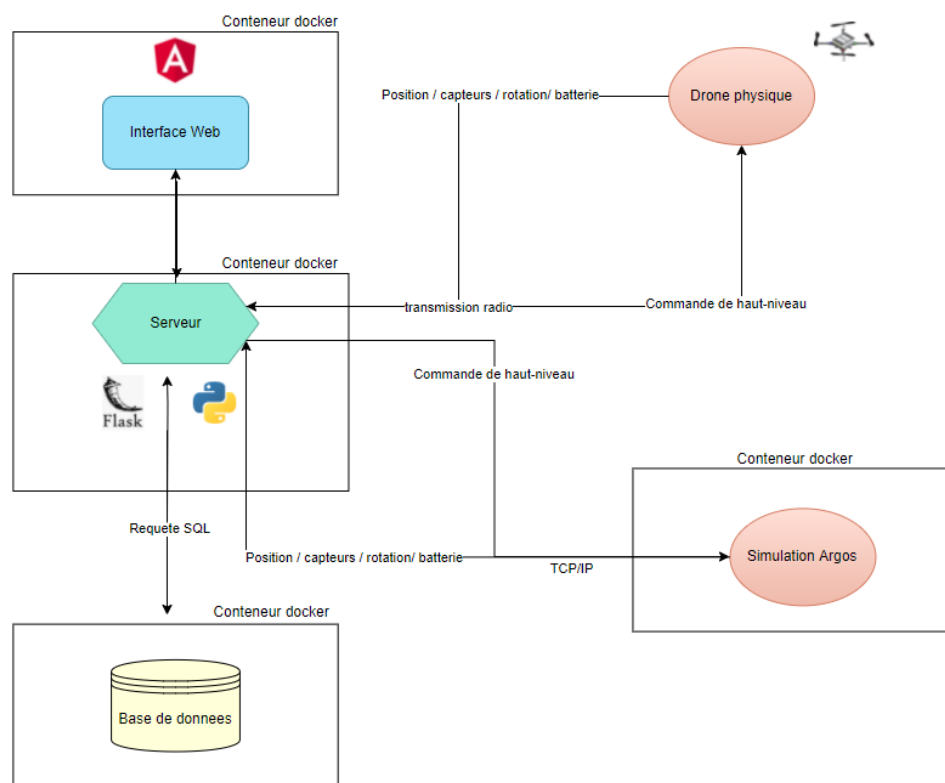 Conteneur docker
Interface Web
Position / capteurs / rotation/ batterie
Drone physique
Conteneur docker
Serveur
transmission radio
Commande de haut-niveau
Flask
Commande de haut-niveau
Conteneur docker
Requete SQL
Position / capteurs / rotation/ batterie
TCP/IP
Simulation Argos
Conteneur docker
Base de donnees